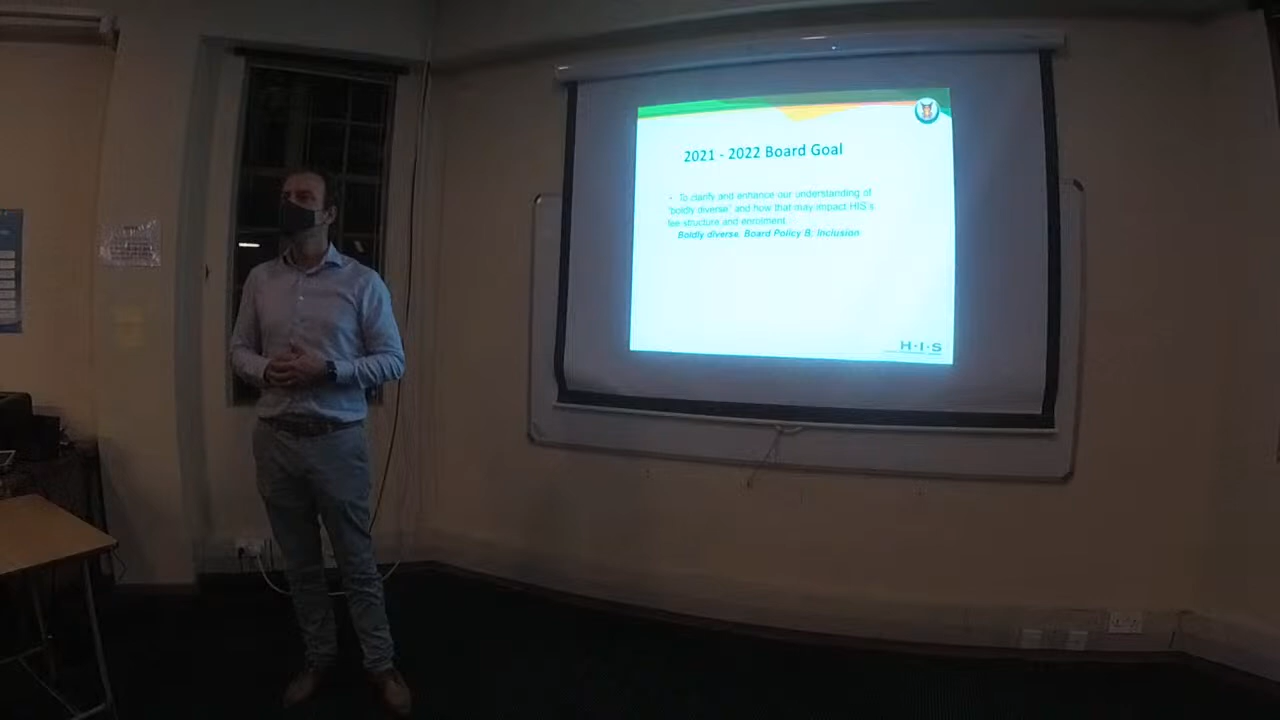 2021 - 2022 Board Goal
- To clarify and enhance our understanding of
"boldly diverse" and how that may impact HIS's
fee structure and enrolment.
Boldly diverse. Board Policy B: Inclusion
H·I·S